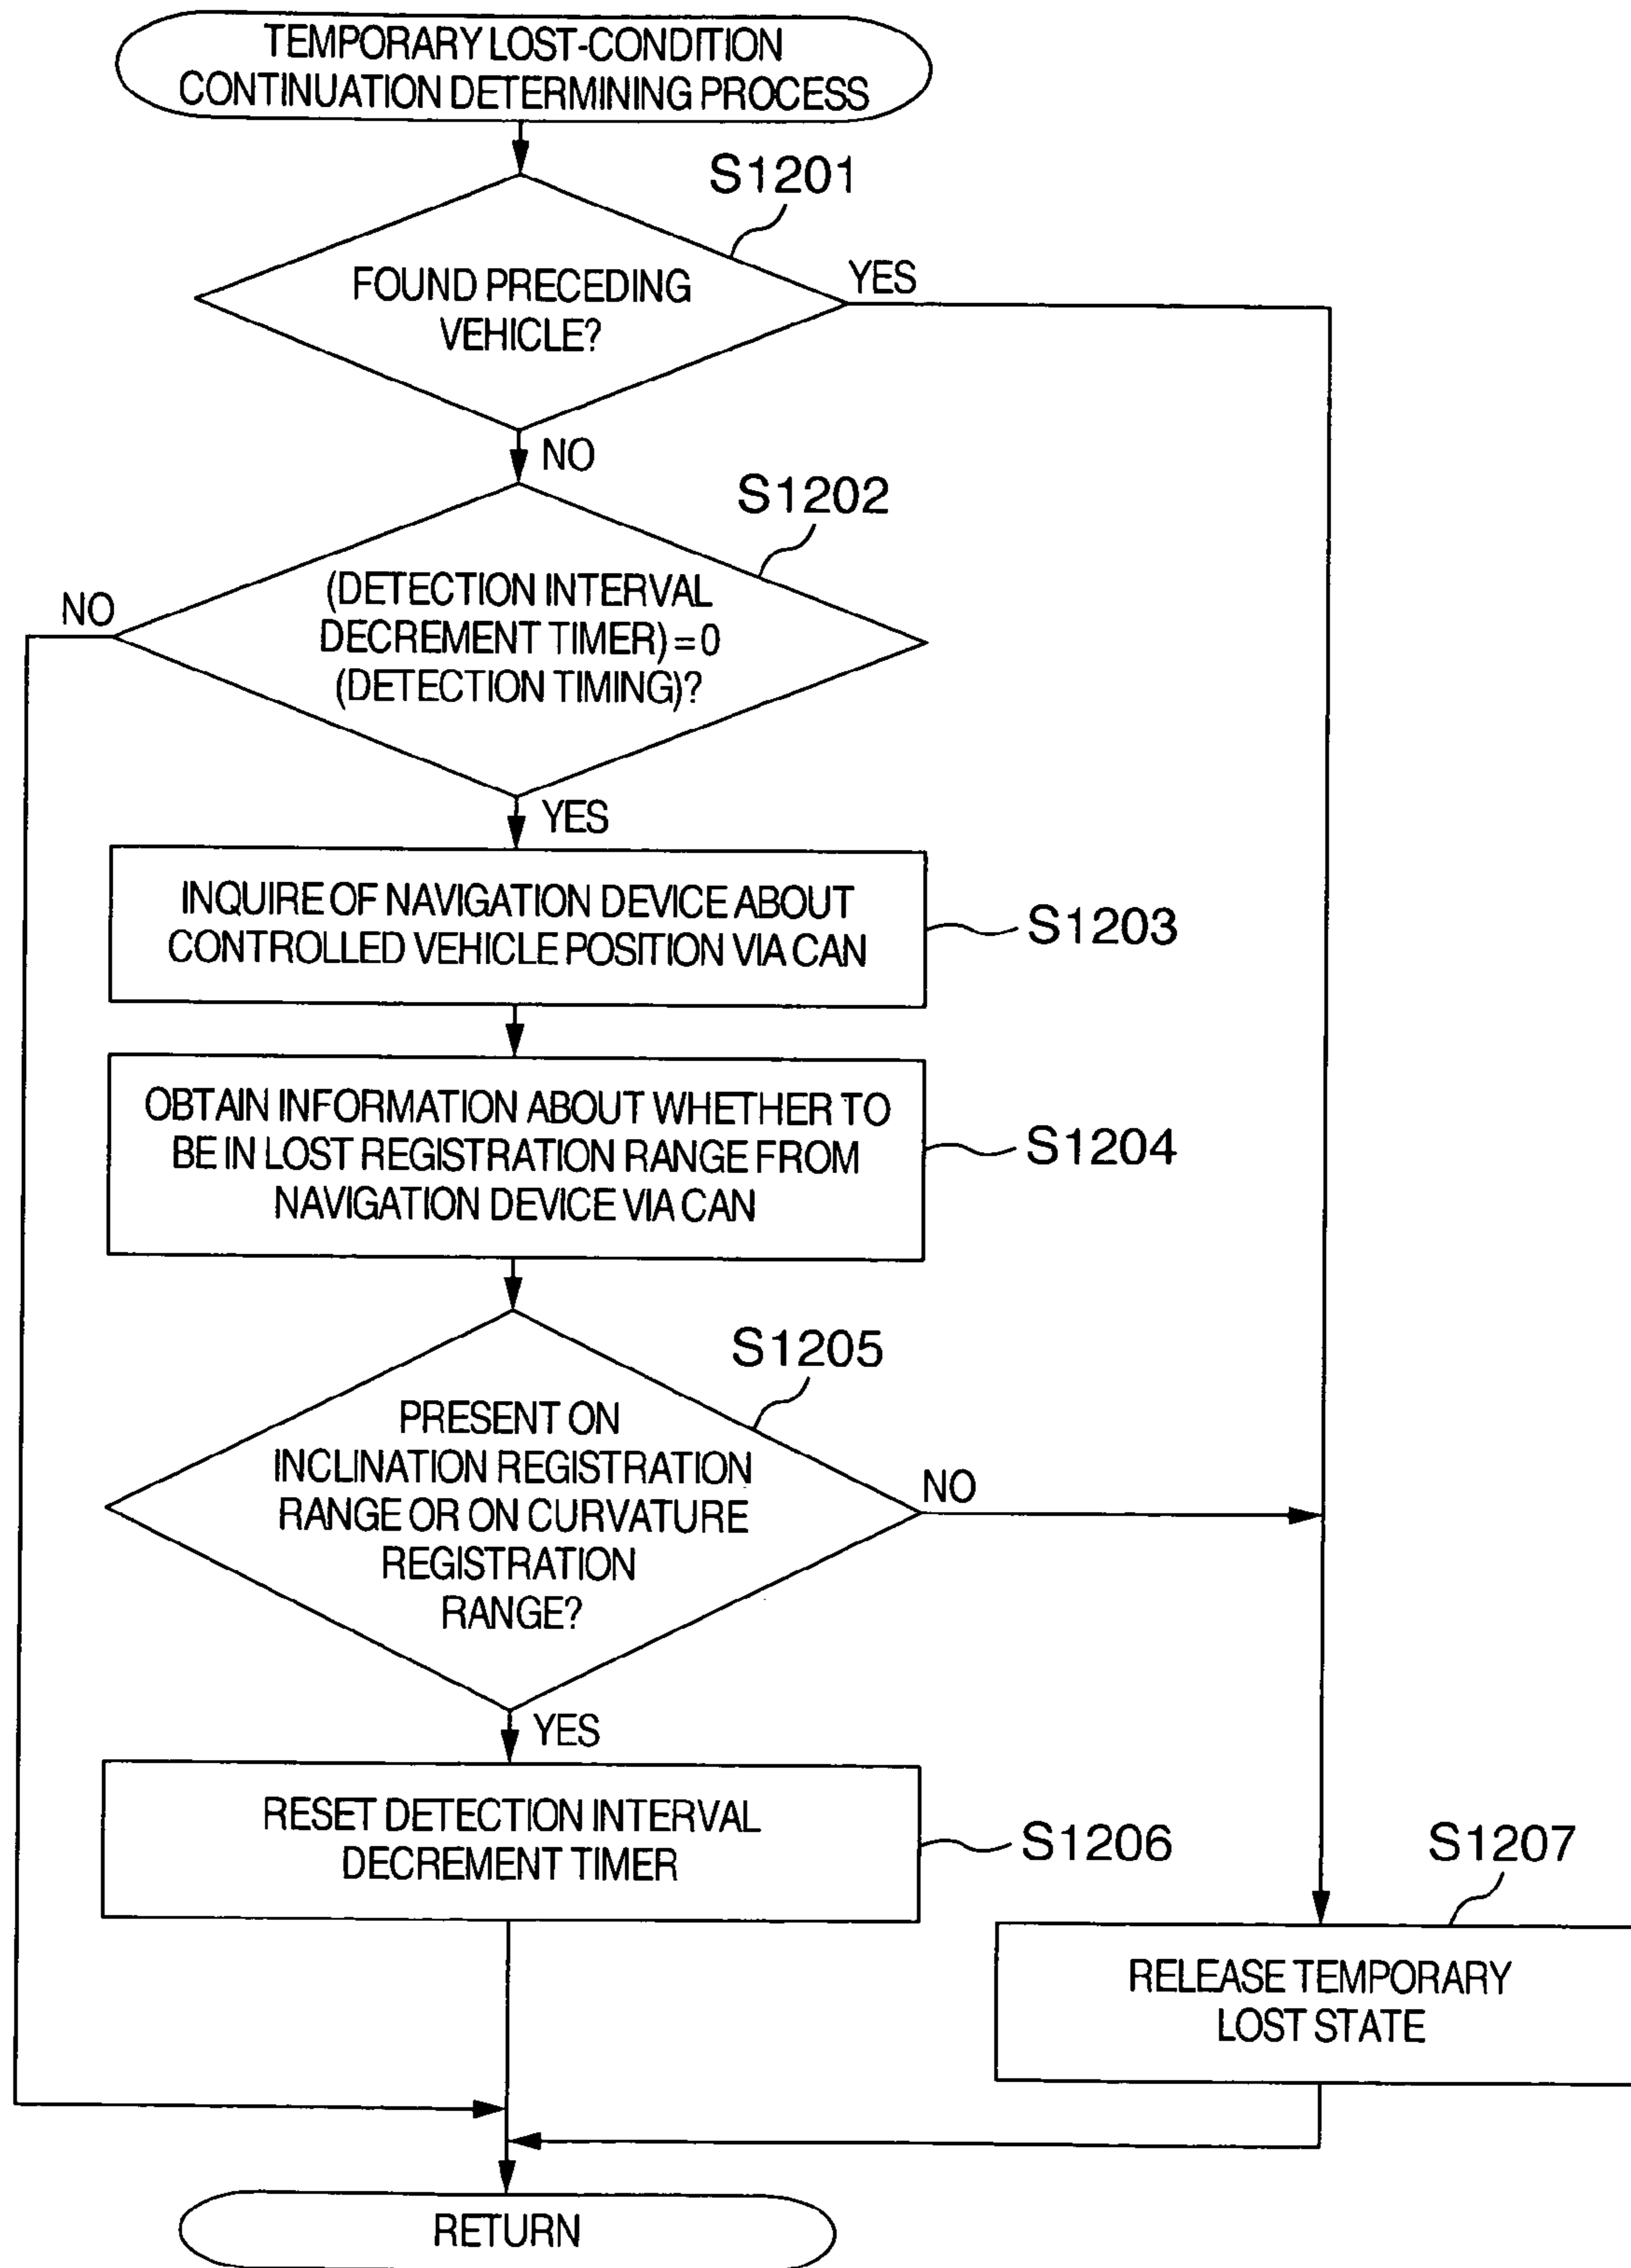 TEMPORARY LOST-CONDITION
CONTINUATION DETERMINING PROCESS
S1201
FOUND PRECEDING
VEHICLE?
YES
NO
S1202
(DETECTION INTERVAL
DECREMENT TIMER) = 0
(DETECTION TIMING)?
NO
YES
INQUIRE OF NAVIGATION DEVICE ABOUT
CONTROLLED VEHICLE POSITION VIA CAN
S1203
OBTAIN INFORMATION ABOUT WHETHER TO
BE IN LOST REGISTRATION RANGE FROM
NAVIGATION DEVICE VIA CAN
S1204
S1205
PRESENT ON
INCLINATION REGISTRATION
RANGE OR ON CURVATURE
REGISTRATION
RANGE?
NO
YES
RESET DETECTION INTERVAL
DECREMENT TIMER
S1206
S1207
RELEASE TEMPORARY
LOST STATE
RETURN